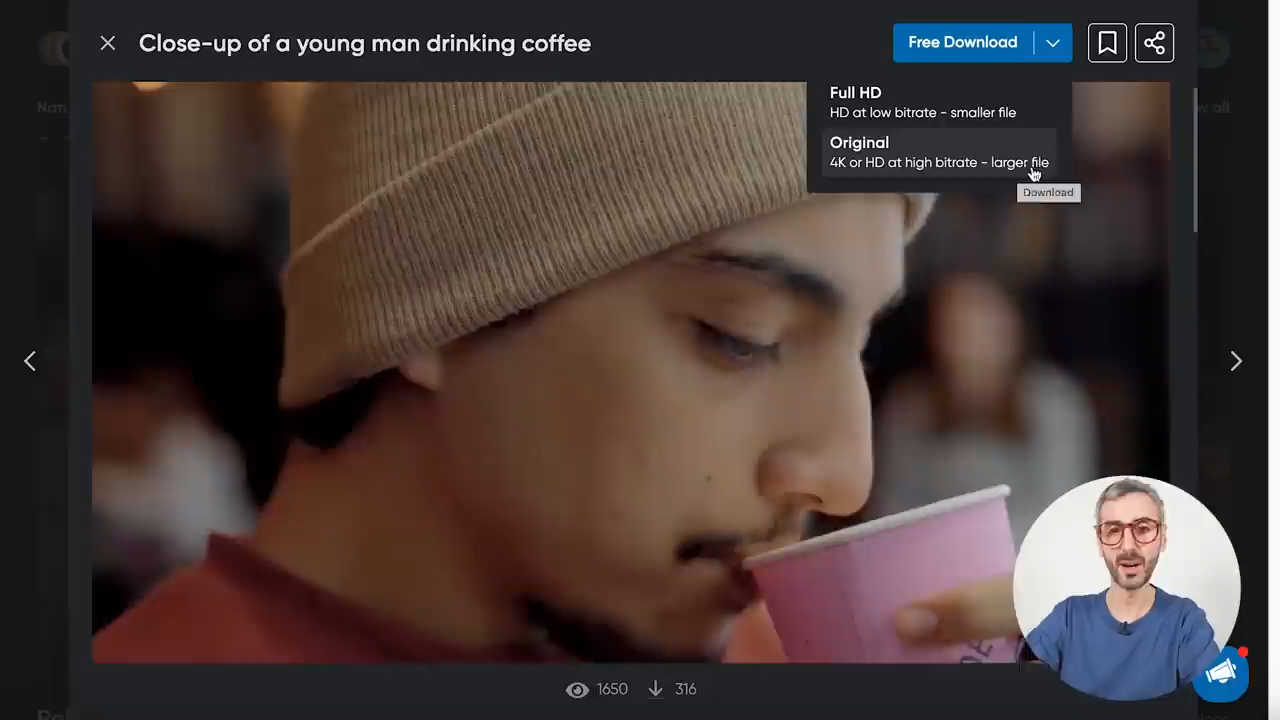 Close-up of a young man drinking coffee
Free Download
Full HD
HD at low bitrate - smaller file
Original
4K or HD at high bitrate - larger file
Download
1650
316